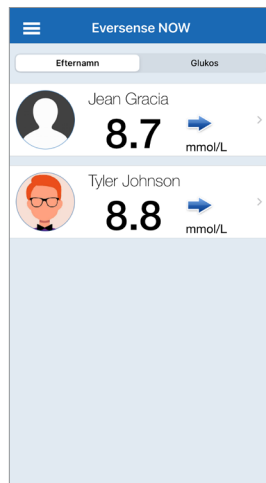 Eversense NOW
Efternamn Glukos
Jean Gracia
8.7
mmol/L
Tyler Johnson
8.8
mmol/L